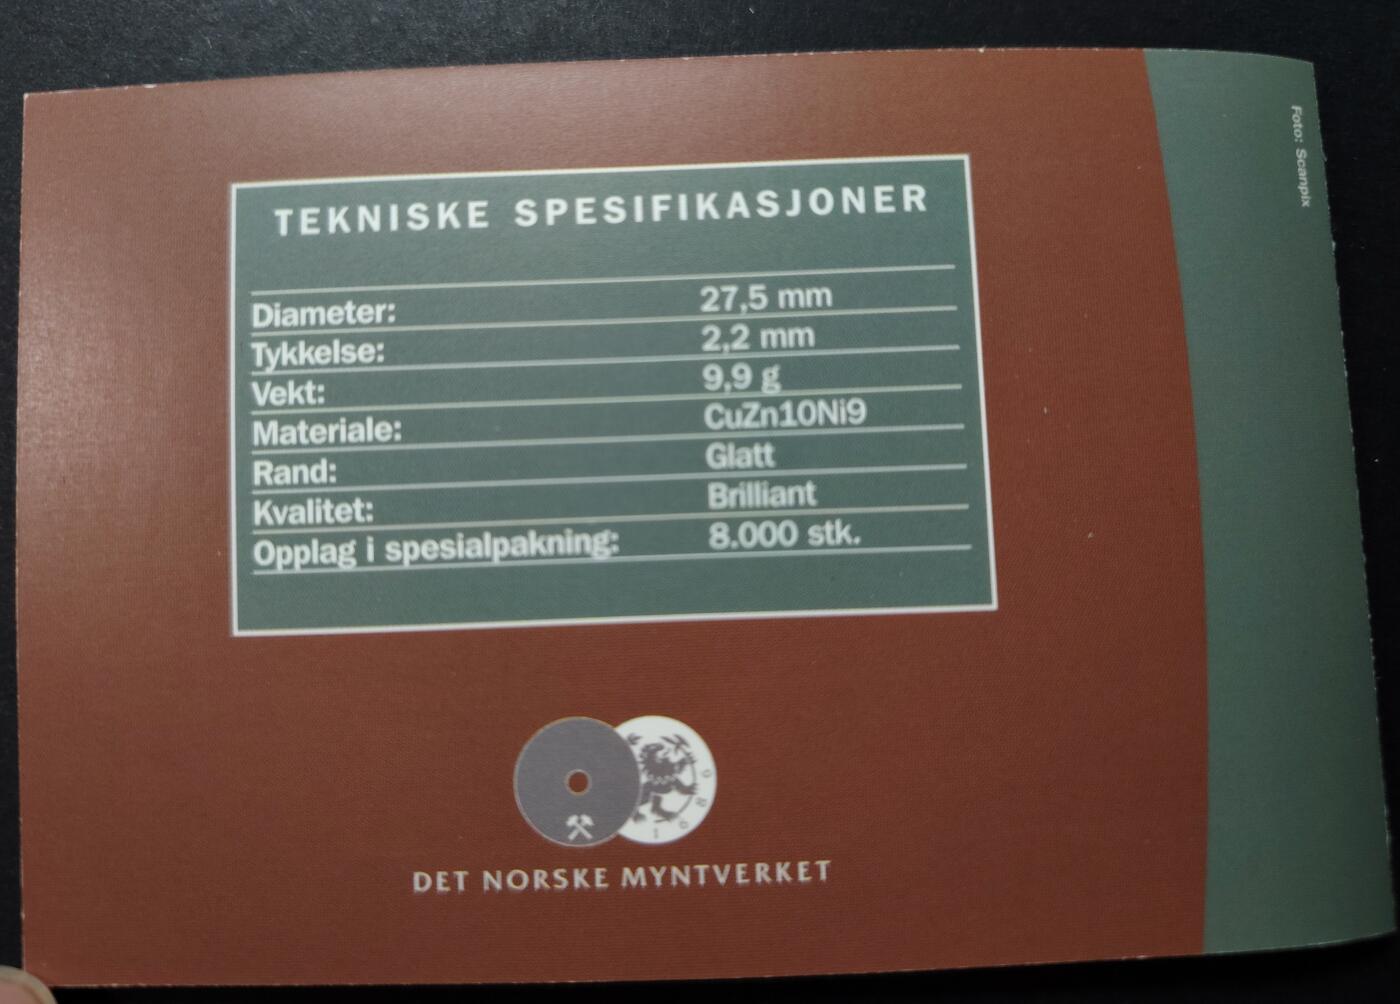 Foto: Scanpix
TEKNISKE SPESIFIKASJONER
Diameter: 27,5 mm
Tykkelse: 2,2 mm
Vekt: 9,9 g
Materiale: CuZn10Ni9
Rand: Glatt
Kvalitet: Brilliant
Opplag i spesialpakning: 8.000 stk.
DET NORSKE MYNTVERKET